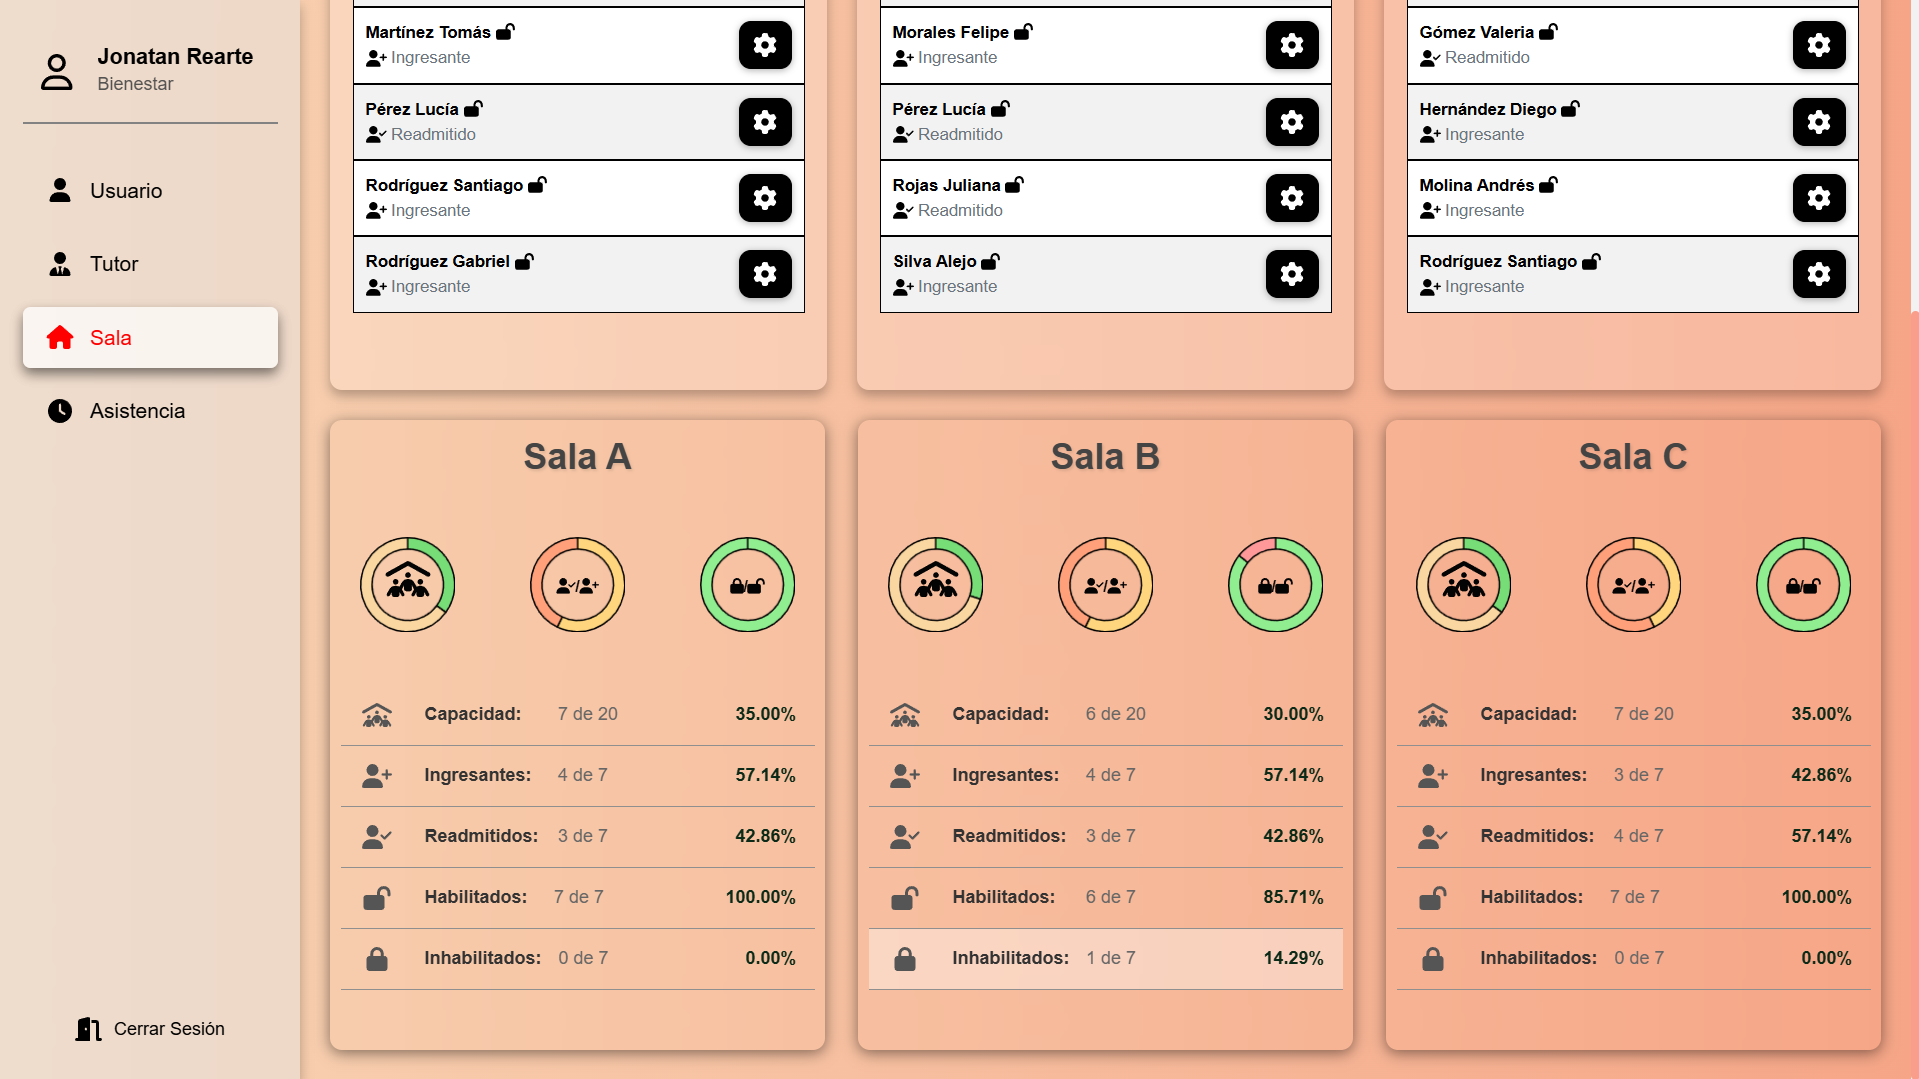 Jonatan Rearte
Bienestar
Usuario
Tutor
Sala
Asistencia
Cerrar Sesión
Martínez Tomás
Ingresante
Pérez Lucía
Readmitido
Rodríguez Santiago
Ingresante
Rodríguez Gabriel
Ingresante
Morales Felipe
Ingresante
Pérez Lucía
Readmitido
Rojas Juliana
Readmitido
Silva Alejo
Ingresante
Gómez Valeria
Readmitido
Hernández Diego
Ingresante
Molina Andrés
Ingresante
Rodríguez Santiago
Ingresante
Sala A
Capacidad: 7 de 20 35.00%
Ingresantes: 4 de 7 57.14%
Readmitidos: 3 de 7 42.86%
Habilitados: 7 de 7 100.00%
Inhabilitados: 0 de 7 0.00%
Sala B
Capacidad: 6 de 20 30.00%
Ingresantes: 4 de 7 57.14%
Readmitidos: 3 de 7 42.86%
Habilitados: 6 de 7 85.71%
Inhabilitados: 1 de 7 14.29%
Sala C
Capacidad: 7 de 20 35.00%
Ingresantes: 3 de 7 42.86%
Readmitidos: 4 de 7 57.14%
Habilitados: 7 de 7 100.00%
Inhabilitados: 0 de 7 0.00%